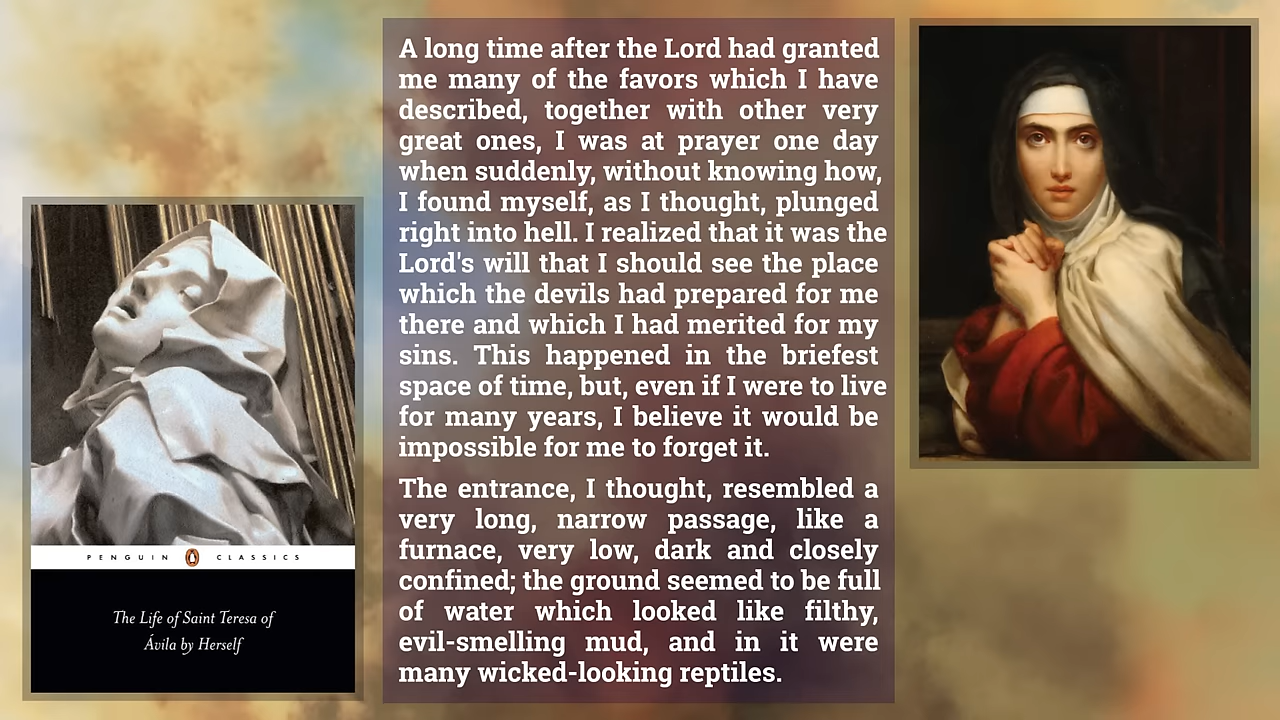 A long time after the Lord had granted
me many of the favors which I have
described, together with other very
great ones, I was at prayer one day
when suddenly, without knowing how,
I found myself, as I thought, plunged
right into hell. I realized that it was the
Lord's will that I should see the place
which the devils had prepared for me
there and which I had merited for my
sins. This happened in the briefest
space of time, but, even if I were to live
for many years, I believe it would be
impossible for me to forget it.
The entrance, I thought, resembled a
very long, narrow passage, like a
furnace, very low, dark and closely
confined; the ground seemed to be full
of water which looked like filthy,
evil-smelling mud, and in it were
many wicked-looking reptiles.
PENGUIN CLASSICS
The Life of Saint Teresa of
Ávila by Herself